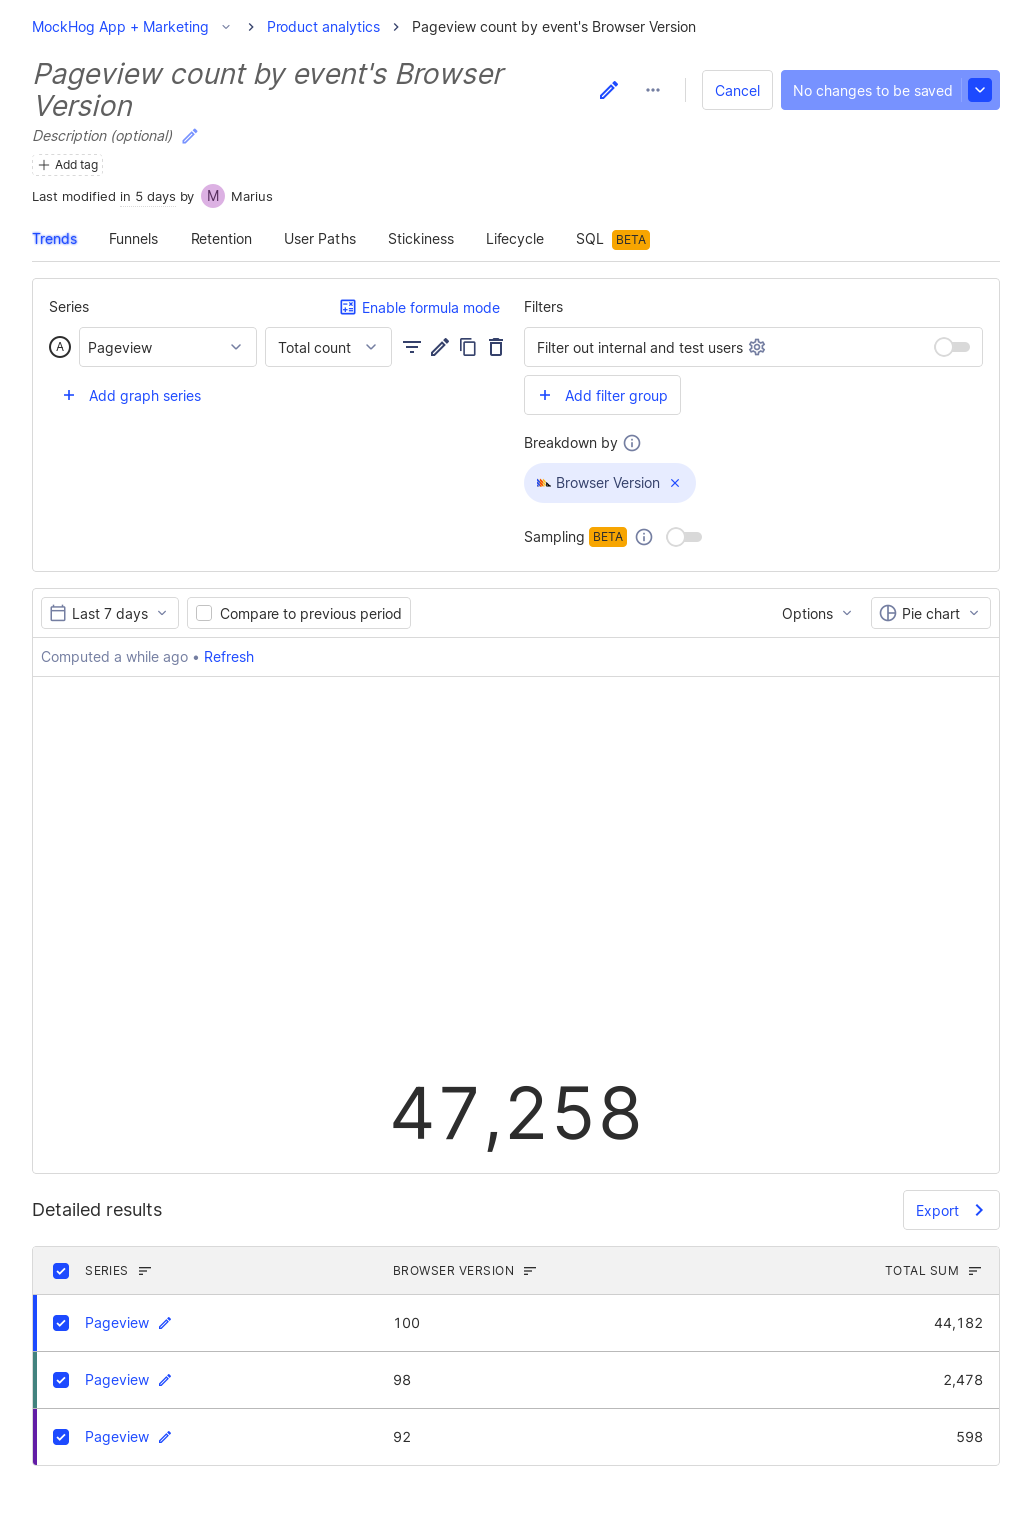 MockHog App + Marketing Product analytics Pageview count by event's Browser Version
Pageview count by event's Browser
Version
Cancel No changes to be saved
Description (optional)
Add tag
Last modified in 5 days by M Marius
Trends Funnels Retention User Paths Stickiness Lifecycle SQL BETA
Series Enable formula mode
A Pageview Total count
Add graph series
Filters
Filter out internal and test users
Add filter group
Breakdown by
Browser Version
Sampling BETA
Last 7 days Compare to previous period Options Pie chart
Computed a while ago • Refresh
47,258
Detailed results Export
SERIES BROWSER VERSION TOTAL SUM
Pageview 100 44,182
Pageview 98 2,478
Pageview 92 598